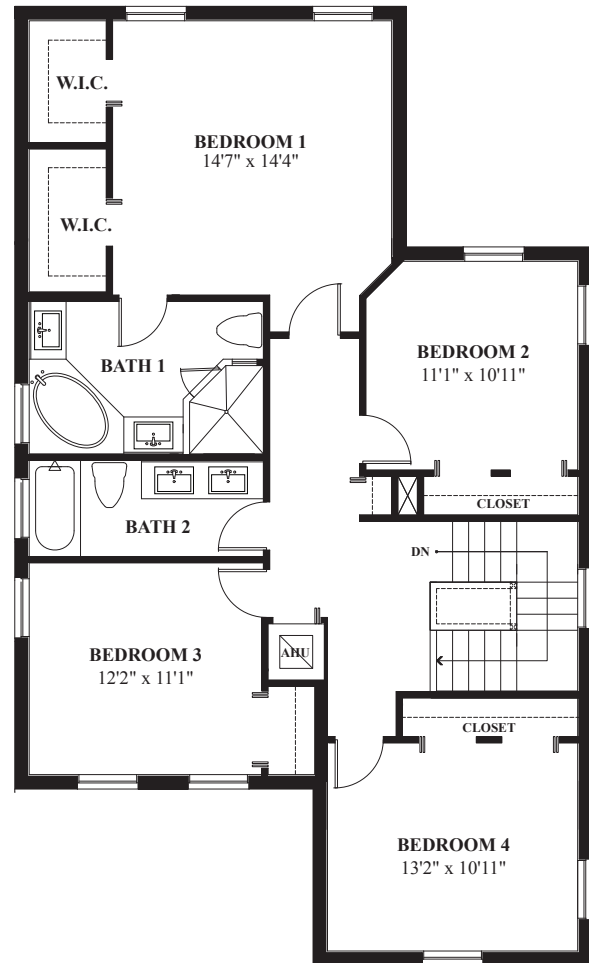 W.I.C.
BEDROOM 1
14'7" x 14'4"
W.I.C.
BATH 1
BEDROOM 2
11'1" x 10'11"
CLOSET
BATH 2
DN
BEDROOM 3
12'2" x 11'1"
AHU
CLOSET
BEDROOM 4
13'2" x 10'11"